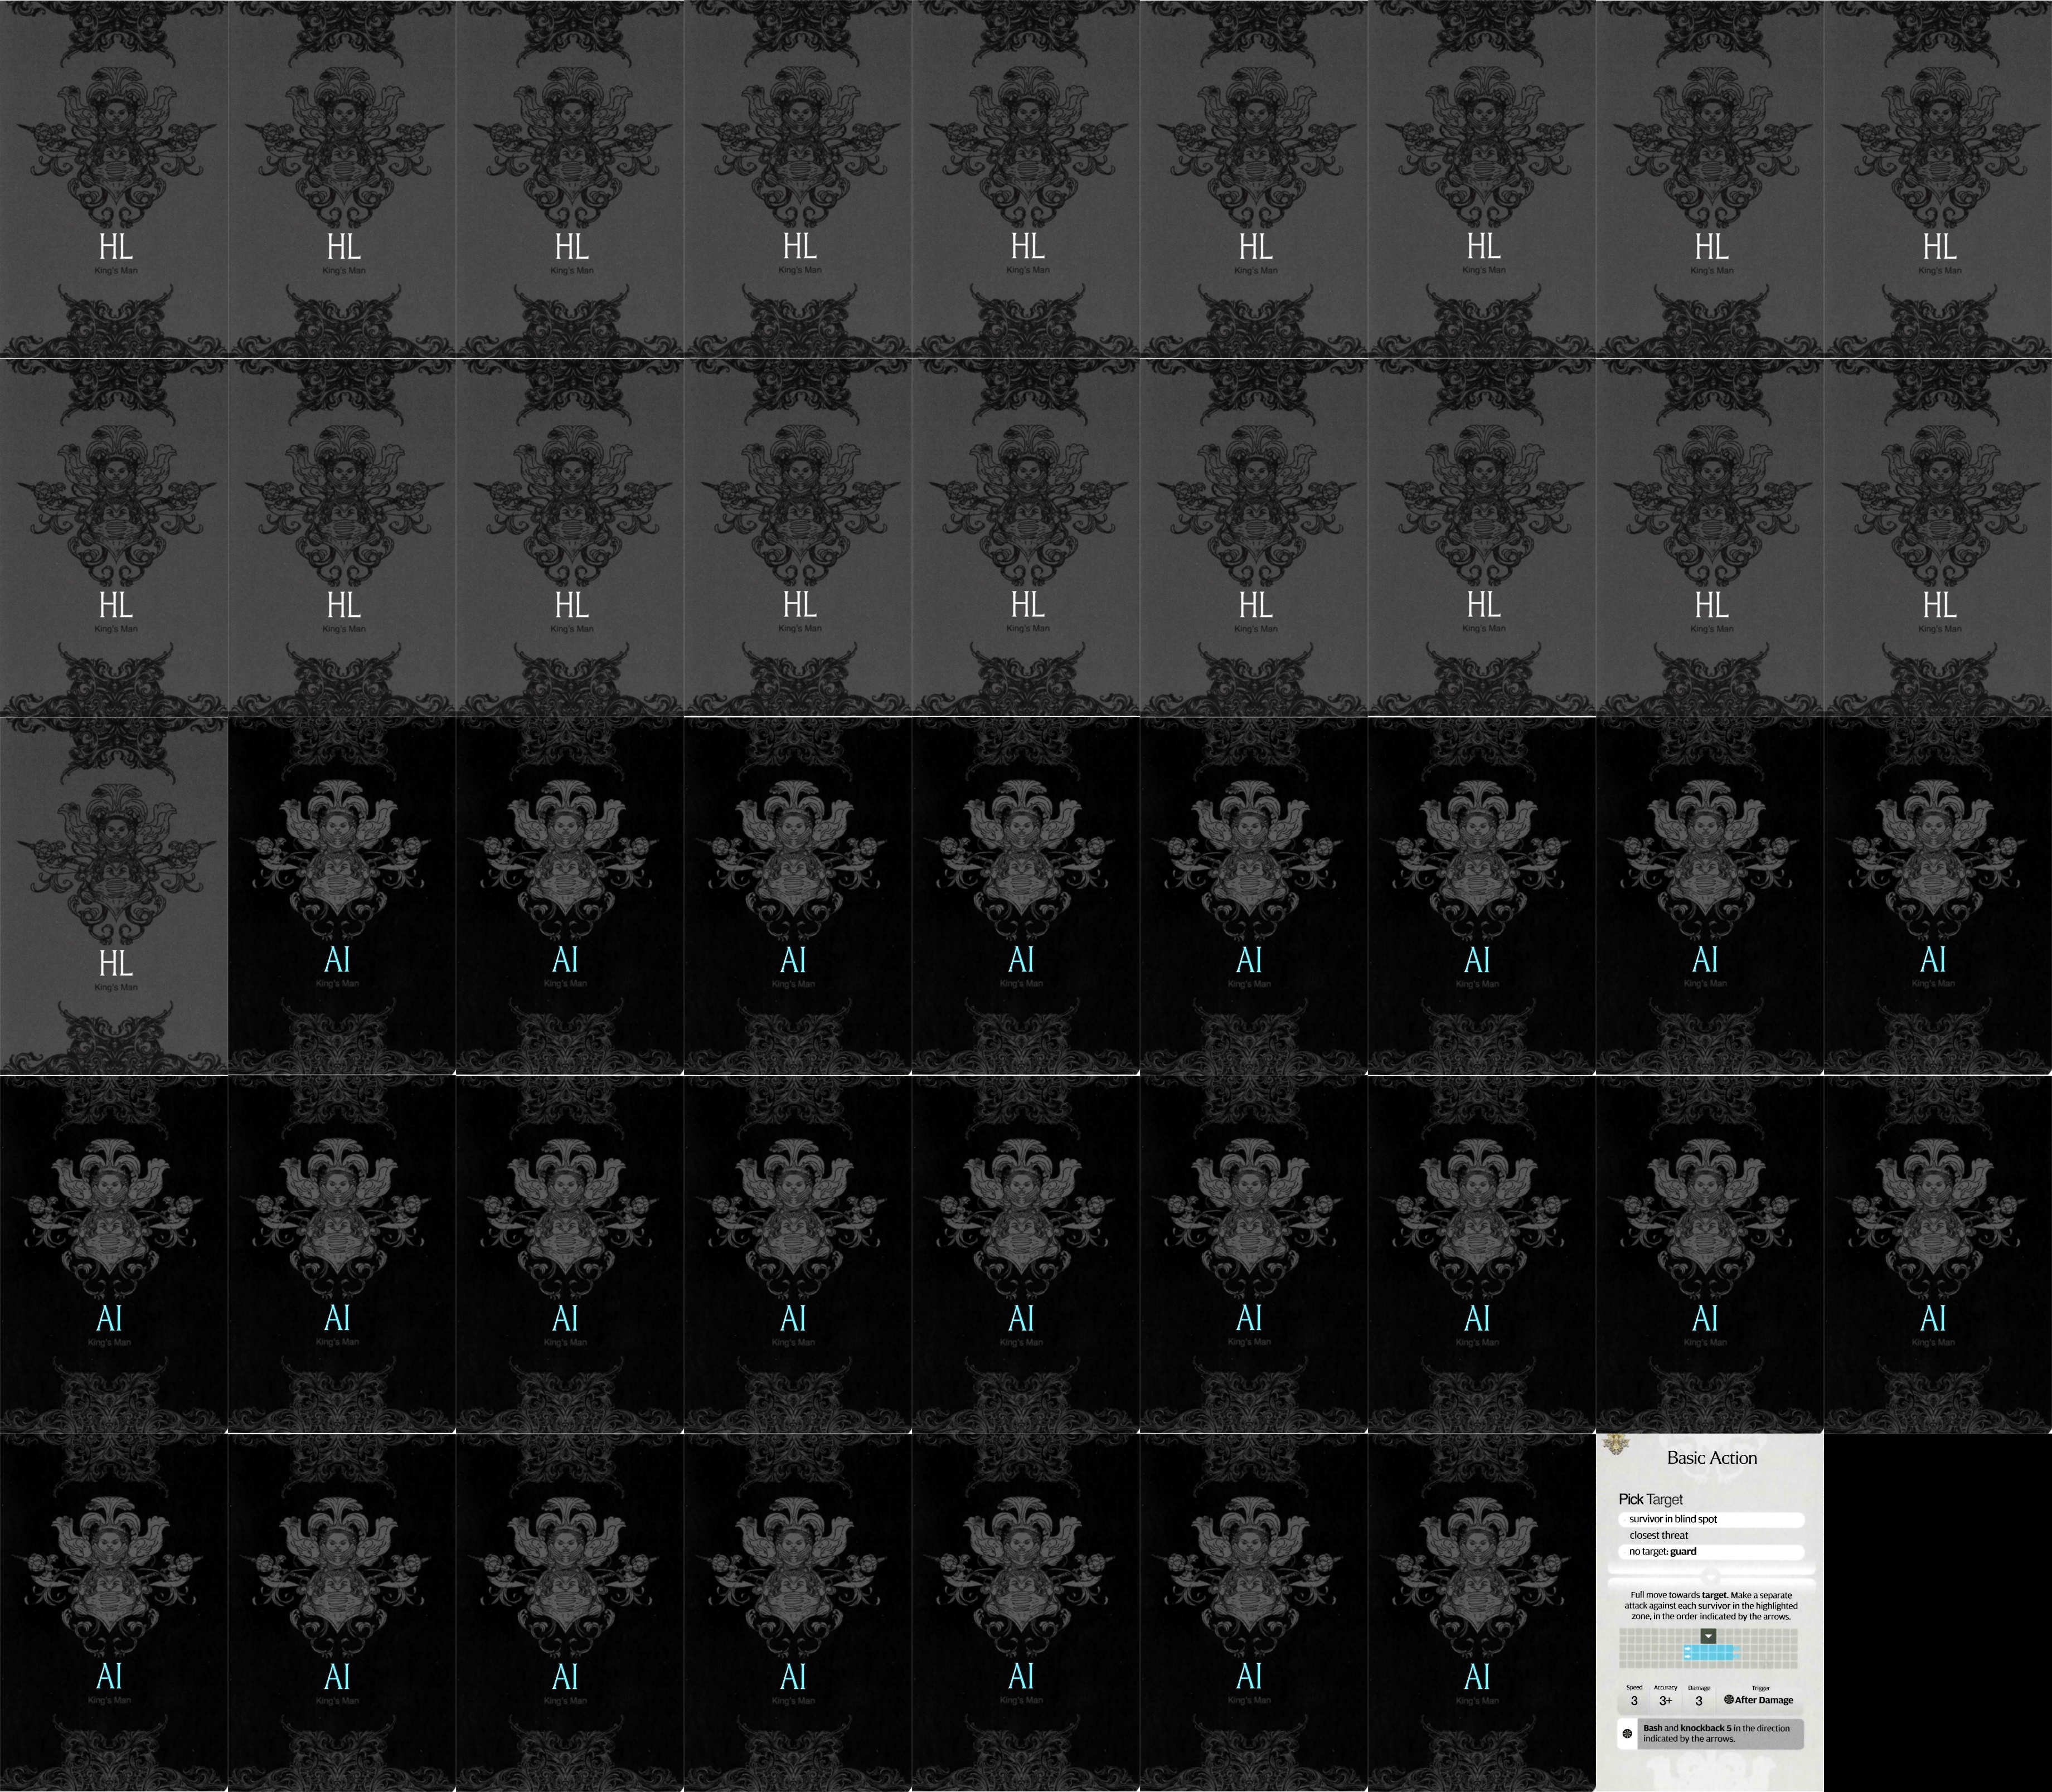 HL
King's Man
HL
King's Man
HL
King's Man
HL
King's Man
HL
King's Man
HL
King's Man
HL
King's Man
HL
King's Man
HL
King's Man
HL
King's Man
HL
King's Man
HL
King's Man
HL
King's Man
HL
King's Man
HL
King's Man
HL
King's Man
HL
King's Man
HL
King's Man
HL
King's Man
AI
King's Man
AI
King's Man
AI
King's Man
AI
King's Man
AI
King's Man
AI
King's Man
AI
King's Man
AI
King's Man
AI
King's Man
AI
King's Man
AI
King's Man
AI
King's Man
AI
King's Man
AI
King's Man
AI
King's Man
AI
King's Man
AI
King's Man
AI
King's Man
AI
King's Man
AI
King's Man
AI
King's Man
AI
King's Man
AI
King's Man
AI
King's Man
Basic Action
Pick Target
survivor in blind spot
closest threat
no target: guard
Full move towards target. Make a separate
attack against each survivor in the highlighted
zone, in the order indicated by the arrows.
Speed Accuracy Damage Trigger
3 3+ 3 After Damage
Bash and knockback 5 in the direction
indicated by the arrows.